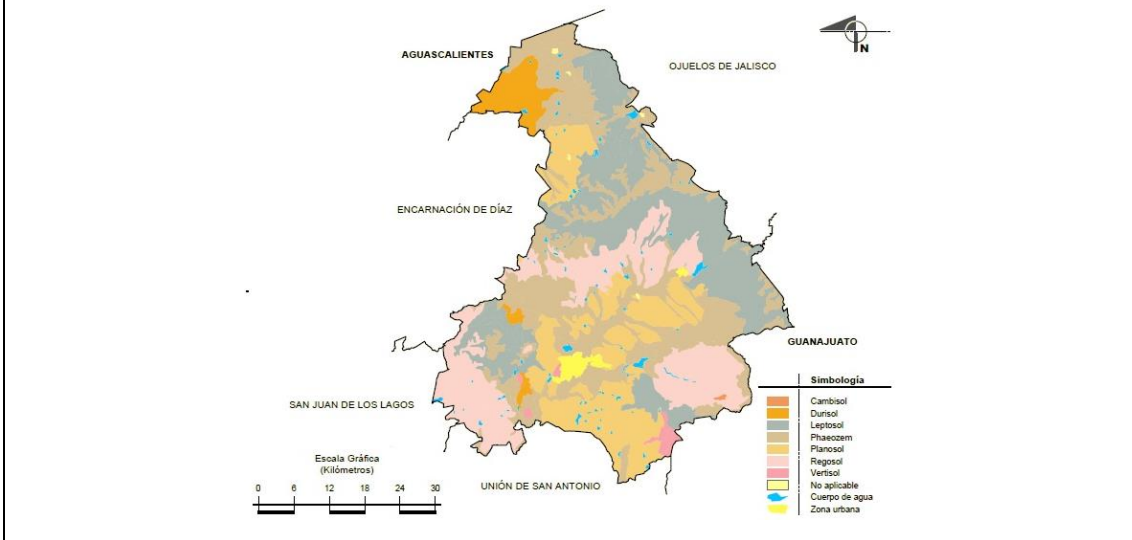 AGUASCALIENTES
OJUELOS DE JALISCO
N
ENCARNACIÓN DE DÍAZ
GUANAJUATO
SAN JUAN DE LOS LAGOS
UNIÓN DE SAN ANTONIO
Escala Gráfica
(Kilómetros)
0 6 12 18 24 30
Simbología
Cambisol
Durisol
Leptosol
Phaeozem
Planosol
Regosol
Vertisol
No aplicable
Cuerpo de agua
Zona urbana